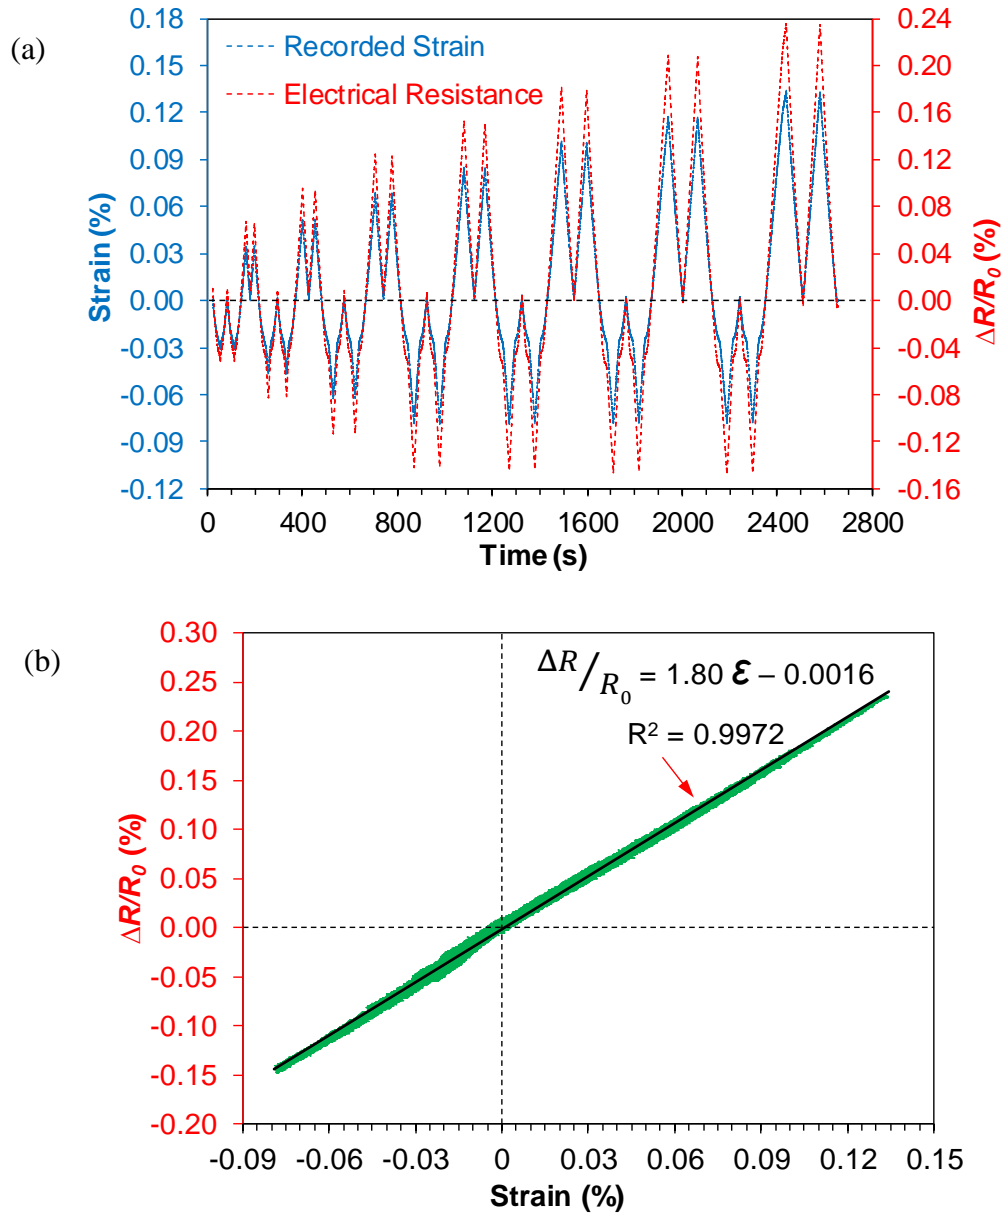 (a)
Recorded Strain
Electrical Resistance
Strain (%)
0.18
0.15
0.12
0.09
0.06
0.03
0.00
-0.03
-0.06
-0.09
-0.12
0.24
0.20
0.16
0.12
0.08
0.04
0.00
-0.04
-0.08
-0.12
-0.16
ΔR/R0 (%)
0 400 800 1200 1600 2000 2400 2800
Time (s)
(b)
ΔR/R0 (%)
0.30
0.25
0.20
0.15
0.10
0.05
0.00
-0.05
-0.10
-0.15
-0.20
ΔR/R0 = 1.80 ε – 0.0016
R² = 0.9972
-0.09 -0.06 -0.03 0 0.03 0.06 0.09 0.12 0.15
Strain (%)